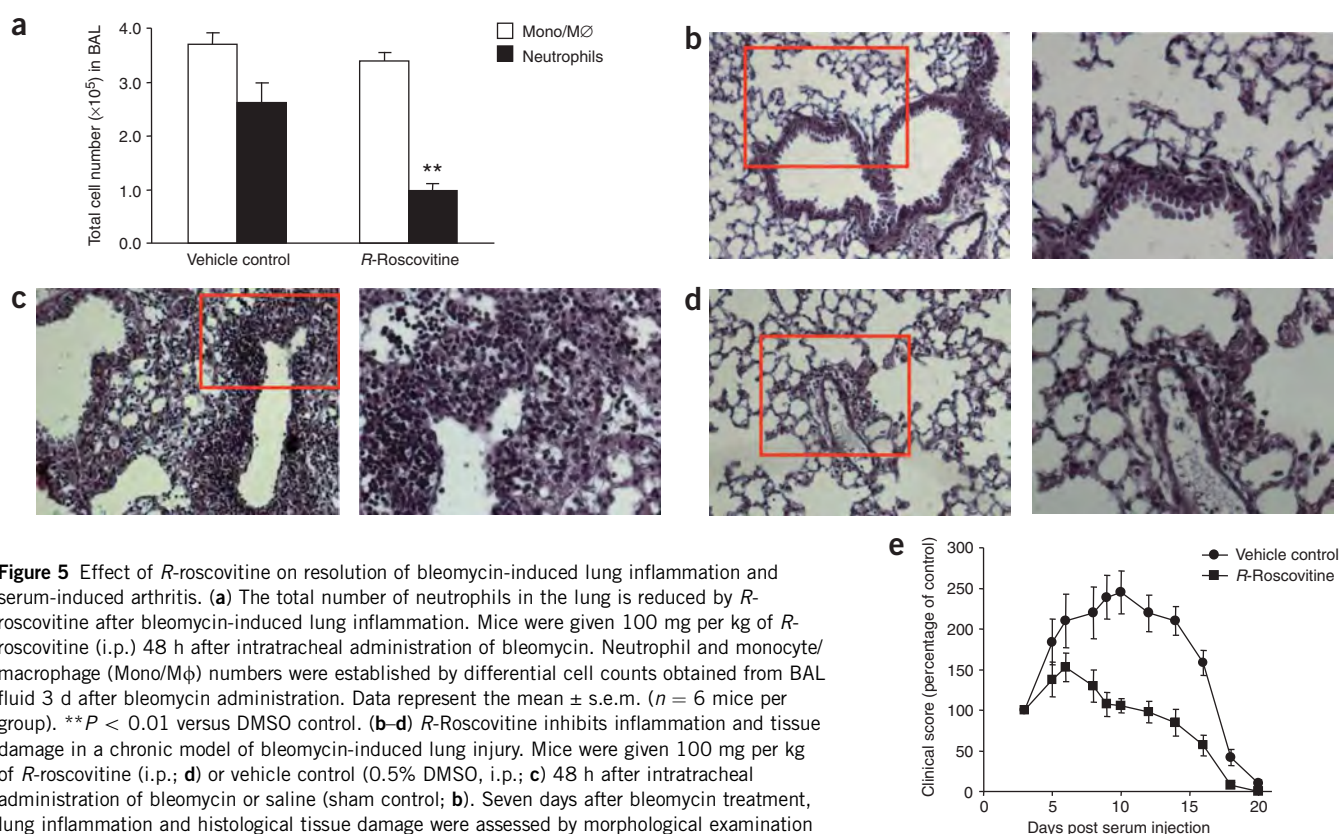 a
Total cell number (×10⁵) in BAL
4.0
3.0
2.0
1.0
0.0
**
Vehicle control
R-Roscovitine
Mono/MØ
Neutrophils
b
c
d
Figure 5 Effect of R-roscovitine on resolution of bleomycin-induced lung inflammation and
serum-induced arthritis. (a) The total number of neutrophils in the lung is reduced by R-
roscovitine after bleomycin-induced lung inflammation. Mice were given 100 mg per kg of R-
roscovitine (i.p.) 48 h after intratracheal administration of bleomycin. Neutrophil and monocyte/
macrophage (Mono/Mϕ) numbers were established by differential cell counts obtained from BAL
fluid 3 d after bleomycin administration. Data represent the mean ± s.e.m. (n = 6 mice per
group). **P < 0.01 versus DMSO control. (b–d) R-Roscovitine inhibits inflammation and tissue
damage in a chronic model of bleomycin-induced lung injury. Mice were given 100 mg per kg
of R-roscovitine (i.p.; d) or vehicle control (0.5% DMSO, i.p.; c) 48 h after intratracheal
administration of bleomycin or saline (sham control; b). Seven days after bleomycin treatment,
lung inflammation and histological tissue damage were assessed by morphological examination
e
Clinical score (percentage of control)
300
250
200
150
100
50
0
0
5
10
15
20
Days post serum injection
Vehicle control
R-Roscovitine